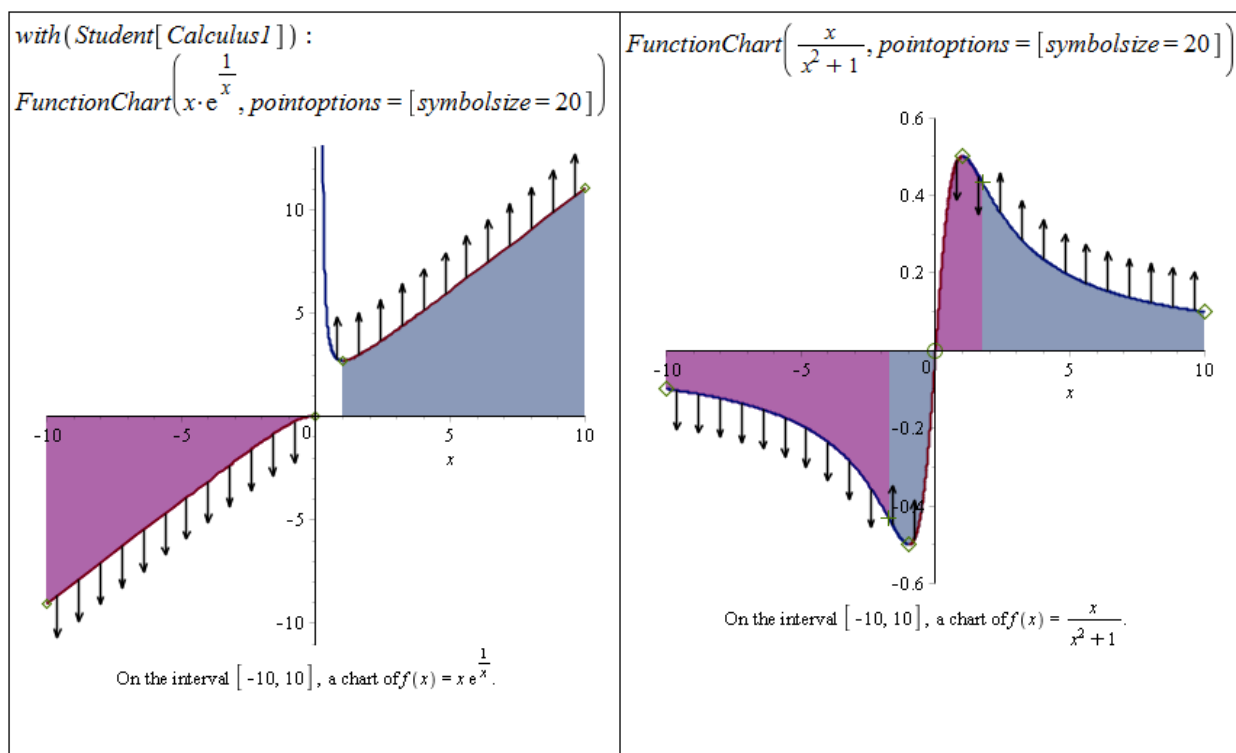 with(Student[Calculus1]) :
FunctionChart(x·e^(1/x), pointoptions = [symbolsize = 20])
10
5
-10
-5
0
5
10
x
-5
-10
On the interval [-10, 10], a chart of f(x) = x e^(1/x).
FunctionChart(x/(x^2 + 1), pointoptions = [symbolsize = 20])
0.6
0.4
0.2
-10
-5
0
5
10
x
-0.2
-0.4
-0.6
On the interval [-10, 10], a chart of f(x) = x/(x^2 + 1).